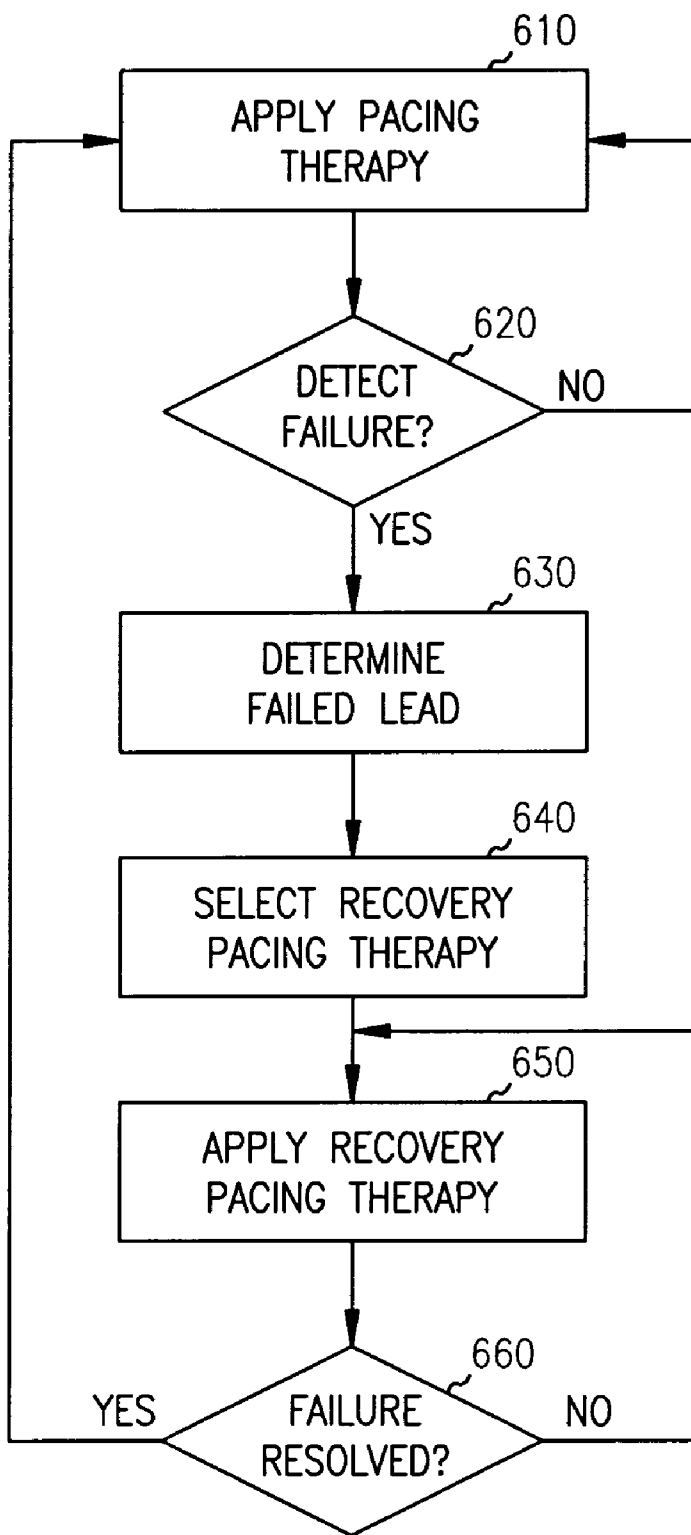 610
APPLY PACING
THERAPY
620
DETECT
FAILURE?
NO
YES
630
DETERMINE
FAILED LEAD
640
SELECT RECOVERY
PACING THERAPY
650
APPLY RECOVERY
PACING THERAPY
660
YES
FAILURE
RESOLVED?
NO